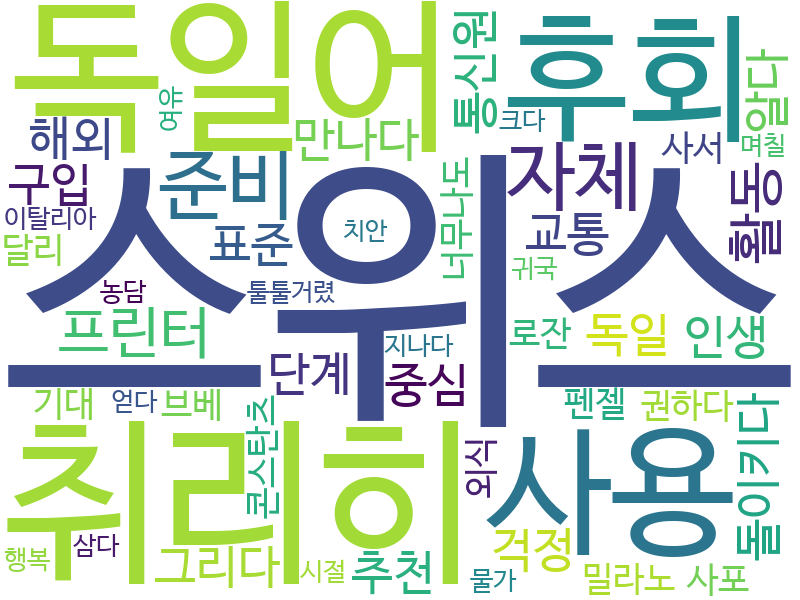 독일어
후회
통신원
알다
여유
해외
만나다
크다
사서
며칠
구입
준비
자체
활동
이탈리아
표준
치안
너무나도
교통
달리
농담
툴툴거렸
귀국
스위스
프린터
단계
지나다
중심
로잔
독일
인생
기대
얻다
브베
콘스탄츠
펜젤
권하다
돌이키다
취리히
외식
사용
행복
삼다
그리다
시절
추천
물가
걱정
밀라노
사포